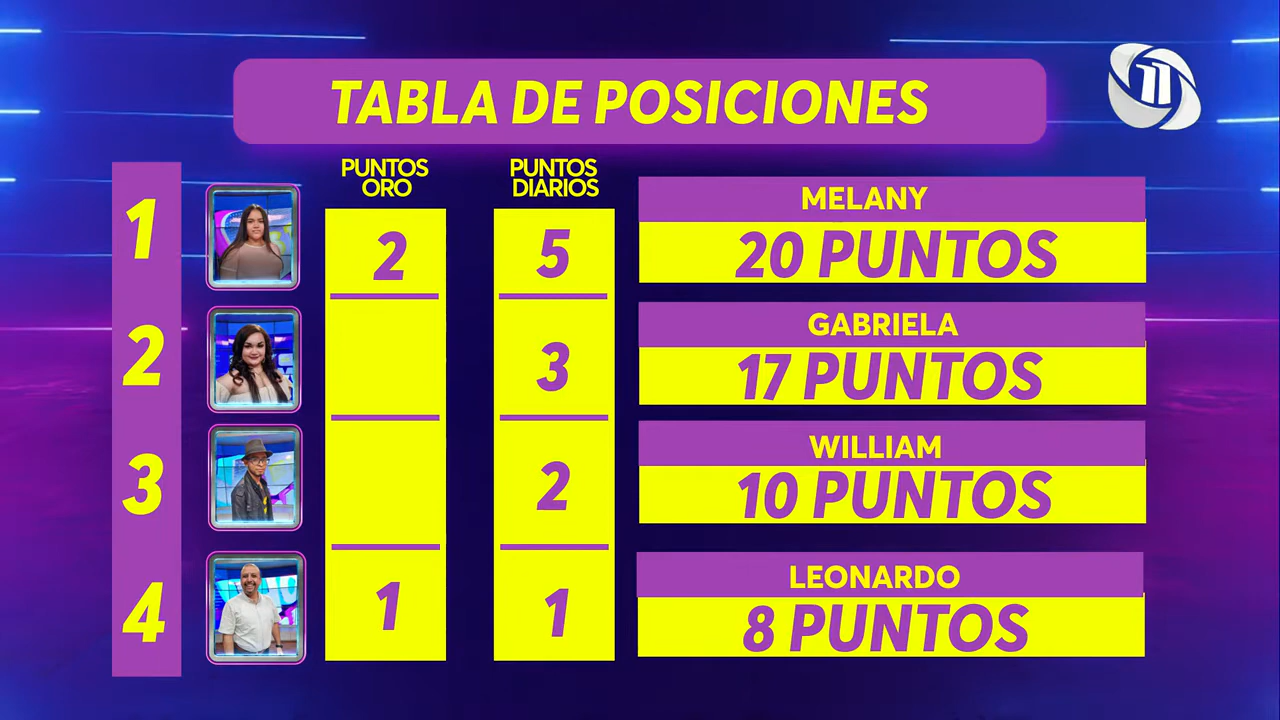 TABLA DE POSICIONES
11
PUNTOS
ORO
PUNTOS
DIARIOS
1
2
5
MELANY
20 PUNTOS
2
3
GABRIELA
17 PUNTOS
3
2
WILLIAM
10 PUNTOS
4
1
1
LEONARDO
8 PUNTOS